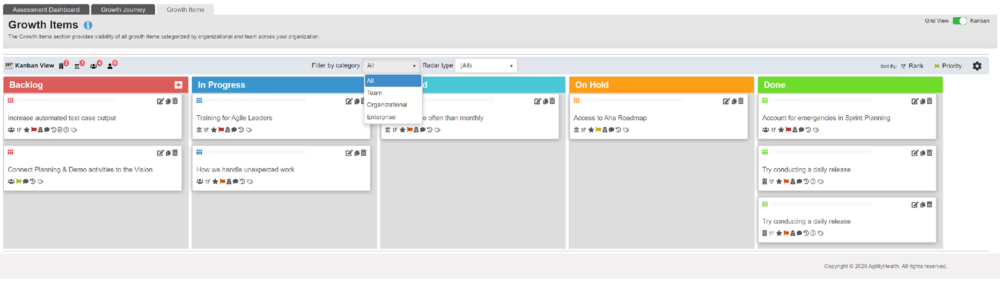 Assessment Dashboard
Growth Journey
Growth Items
Growth Items
The Growth Items section provides visibility of all growth items categorized by organizational and team across your organization.
Grid View Kanban
Kanban View 2 3 4 0
Filter by category All
Radar type (All)
Sort By: Rank Priority
All
Team
Organizational
Enterprise
Backlog
Increase automated test case output
Connect Planning & Demo activities to the Vision
In Progress
Training for Agile Leaders
How we handle unexpected work
d
e often than monthly
On Hold
Access to Aha Roadmap
Done
Account for emergencies in Sprint Planning
Try conducting a daily release
Try conducting a daily release
Copyright © 2020 AgilityHealth. All rights reserved.